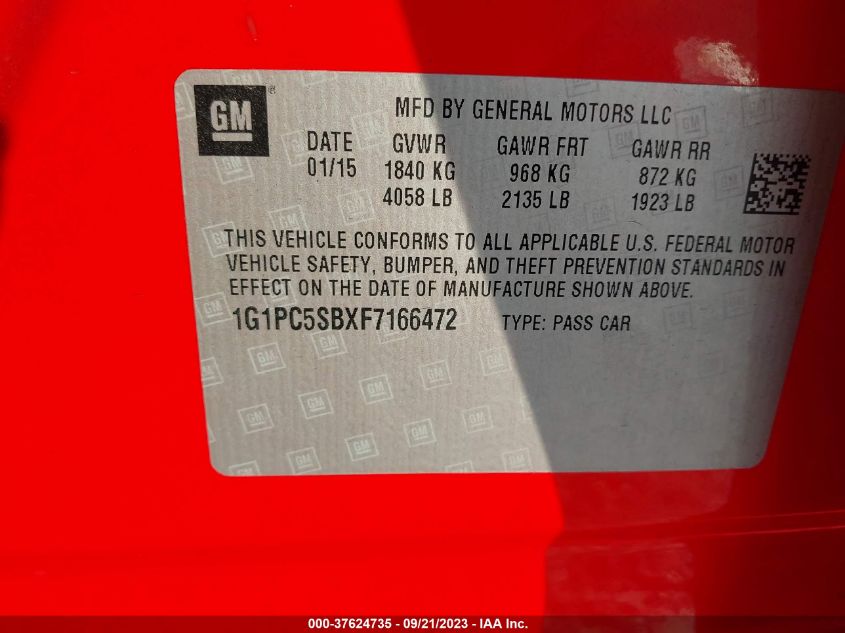 GM ® MFD BY GENERAL MOTORS LLC
DATE GVWR GAWR FRT GAWR RR
01/15 1840 KG 968 KG 872 KG
4058 LB 2135 LB 1923 LB
THIS VEHICLE CONFORMS TO ALL APPLICABLE U.S. FEDERAL MOTOR
VEHICLE SAFETY, BUMPER, AND THEFT PREVENTION STANDARDS IN
EFFECT ON THE DATE OF MANUFACTURE SHOWN ABOVE.
1G1PC5SBXF7166472 TYPE: PASS CAR
000-37624735 - 09/21/2023 - IAA Inc.